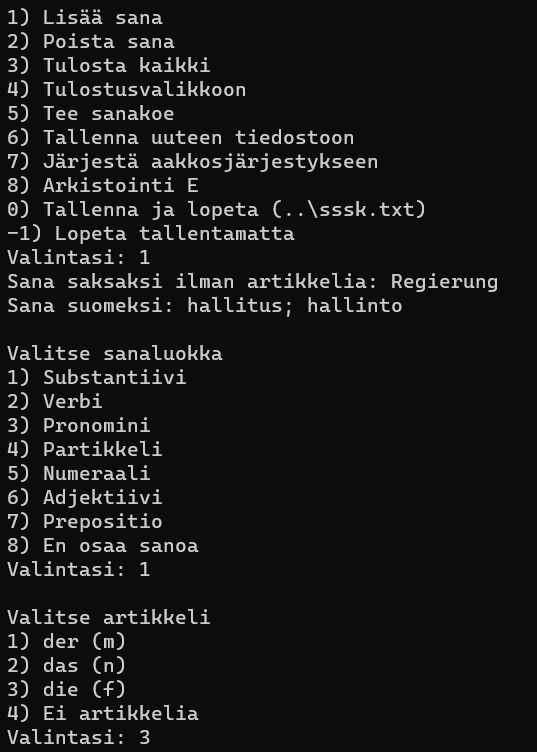 1) Lisää sana
2) Poista sana
3) Tulosta kaikki
4) Tulostusvalikkoon
5) Tee sanakoe
6) Tallenna uuteen tiedostoon
7) Järjestä aakkosjärjestykseen
8) Arkistointi E
0) Tallenna ja lopeta (..\sssk.txt)
-1) Lopeta tallentamatta
Valintasi: 1
Sana saksaksi ilman artikkelia: Regierung
Sana suomeksi: hallitus; hallinto

Valitse sanaluokka
1) Substantiivi
2) Verbi
3) Pronomini
4) Partikkeli
5) Numeraali
6) Adjektiivi
7) Prepositio
8) En osaa sanoa
Valintasi: 1

Valitse artikkeli
1) der (m)
2) das (n)
3) die (f)
4) Ei artikkelia
Valintasi: 3